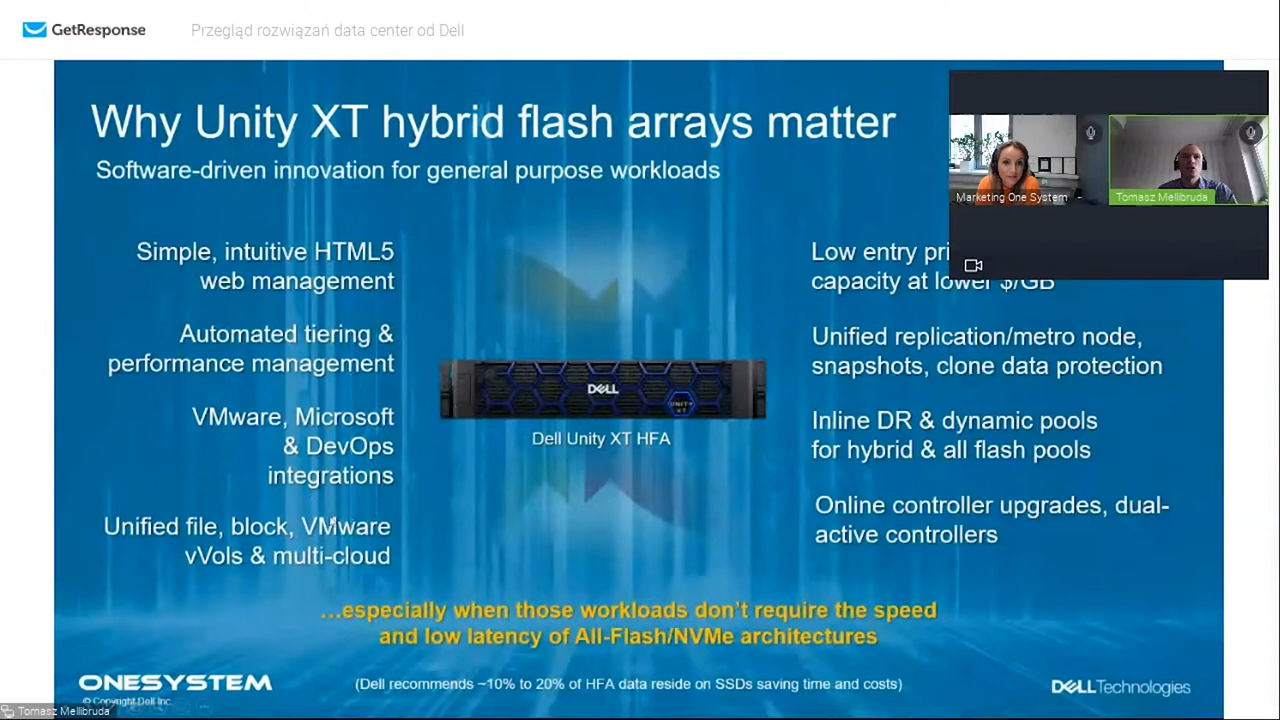 GetResponse
Przegląd rozwiązań data center od Dell
Why Unity XT hybrid flash arrays matter
Software-driven innovation for general purpose workloads
Marketing One System
Tomasz Mellibruda
Simple, intuitive HTML5
web management
Automated tiering &
performance management
VMware, Microsoft
& DevOps
integrations
Unified file, block, VMware
vVols & multi-cloud
DELL
UNITY
XT
Dell Unity XT HFA
Low entry
capacity at lower $/GB
Unified replication/metro node,
snapshots, clone data protection
Inline DR & dynamic pools
for hybrid & all flash pools
Online controller upgrades, dual-
active controllers
…especially when those workloads don't require the speed
and low latency of All-Flash/NVMe architectures
ONESYSTEM
© Copyright Dell Inc.
(Dell recommends ~10% to 20% of HFA data reside on SSDs saving time and costs)
DELLTechnologies
Tomasz Mellibruda